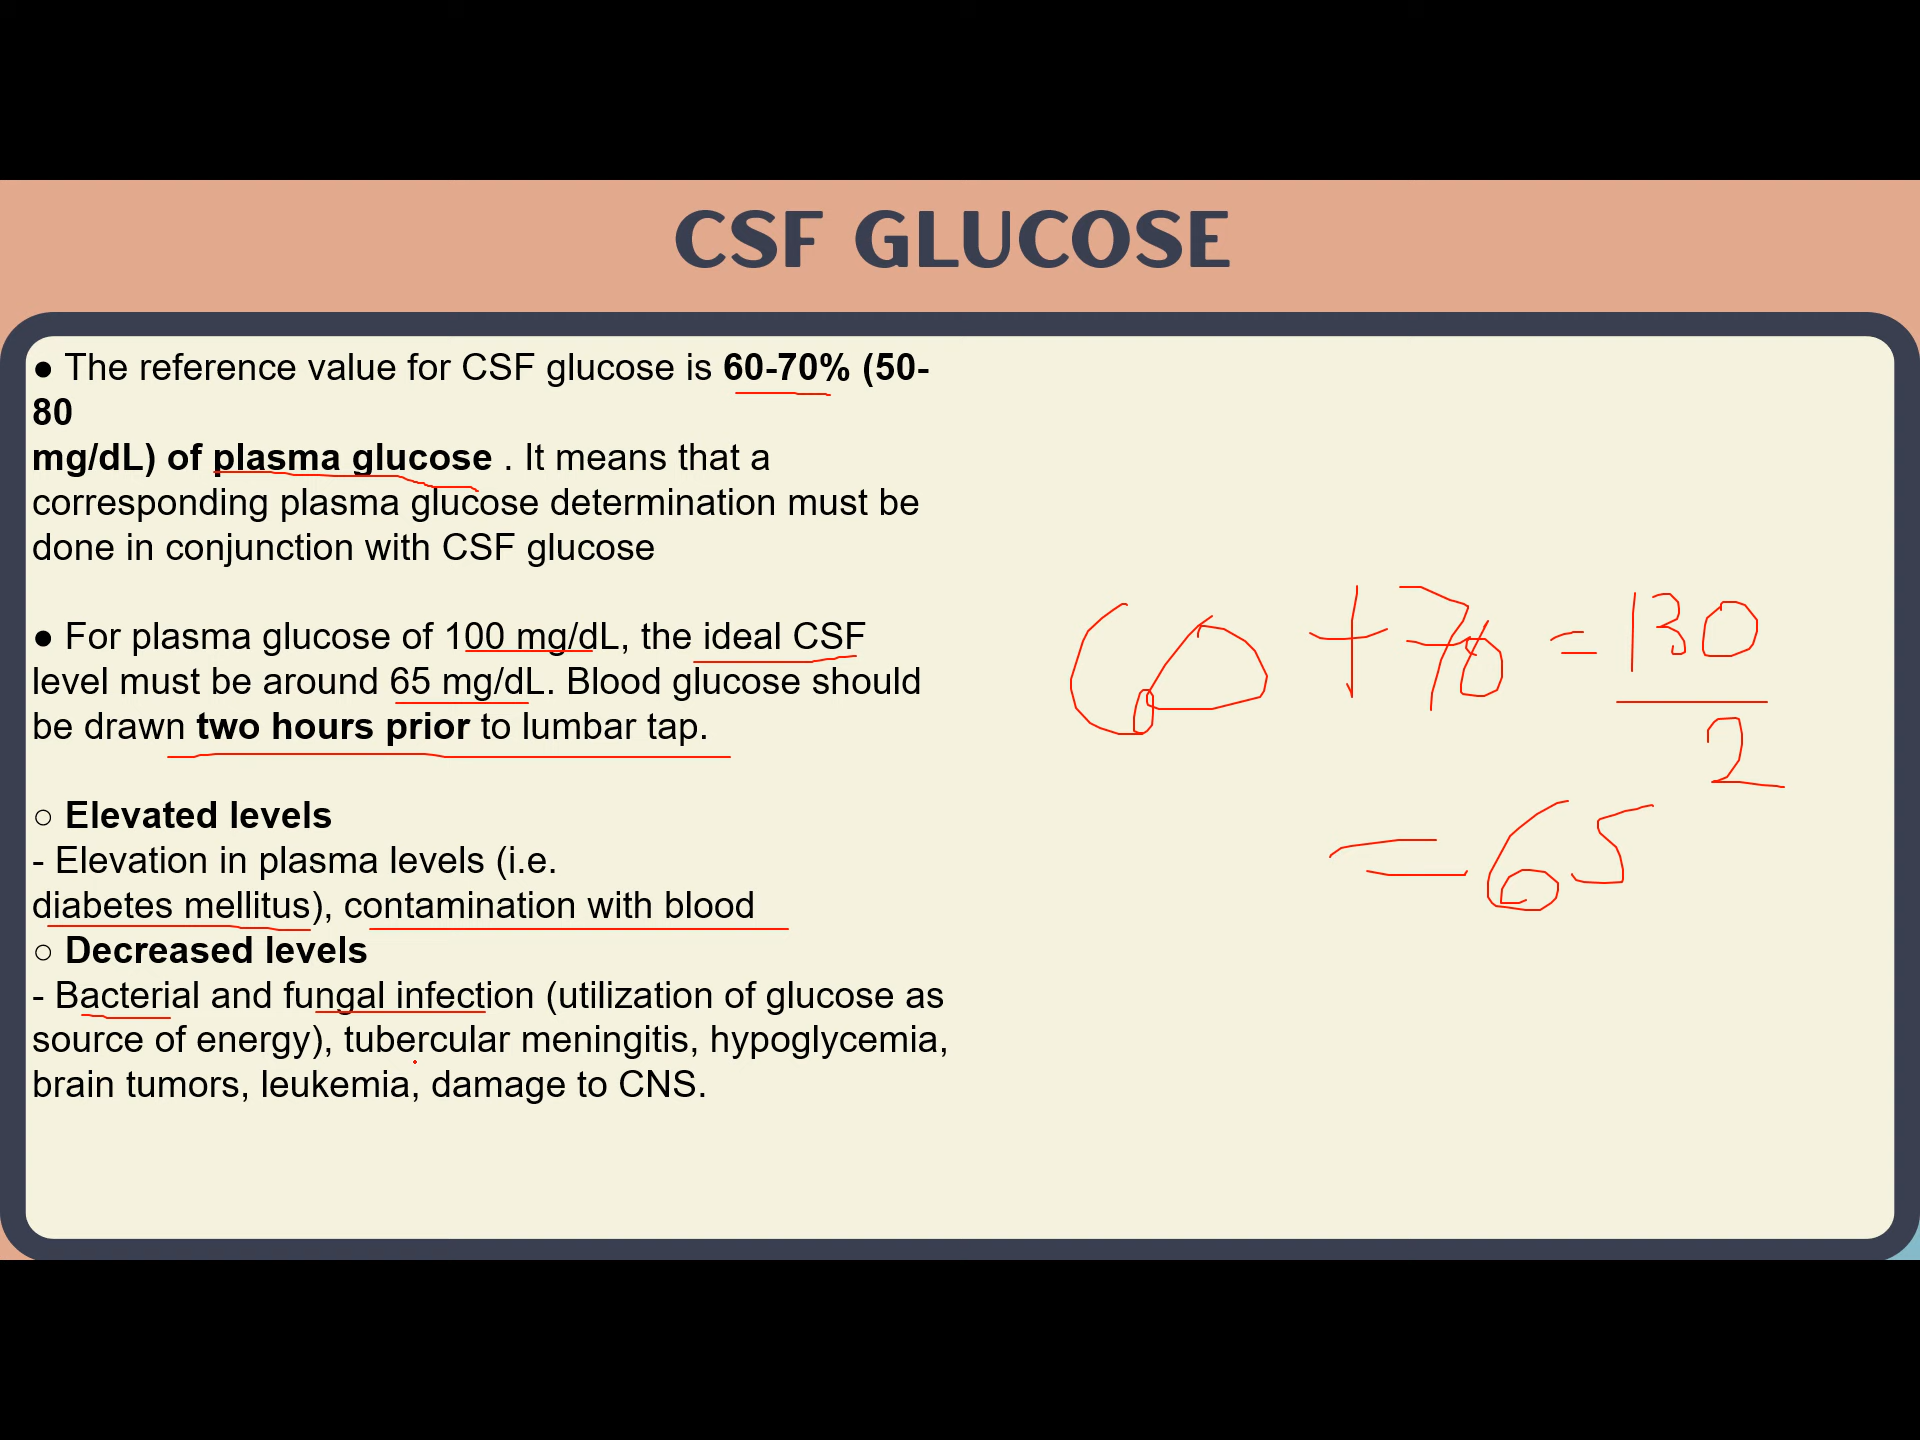 CSF GLUCOSE
● The reference value for CSF glucose is 60-70% (50-
80
mg/dL) of plasma glucose . It means that a
corresponding plasma glucose determination must be
done in conjunction with CSF glucose
● For plasma glucose of 100 mg/dL, the ideal CSF
level must be around 65 mg/dL. Blood glucose should
be drawn two hours prior to lumbar tap.
○ Elevated levels
- Elevation in plasma levels (i.e.
diabetes mellitus), contamination with blood
○ Decreased levels
- Bacterial and fungal infection (utilization of glucose as
source of energy), tubercular meningitis, hypoglycemia,
brain tumors, leukemia, damage to CNS.
60 + 70 = 130
2
= 65